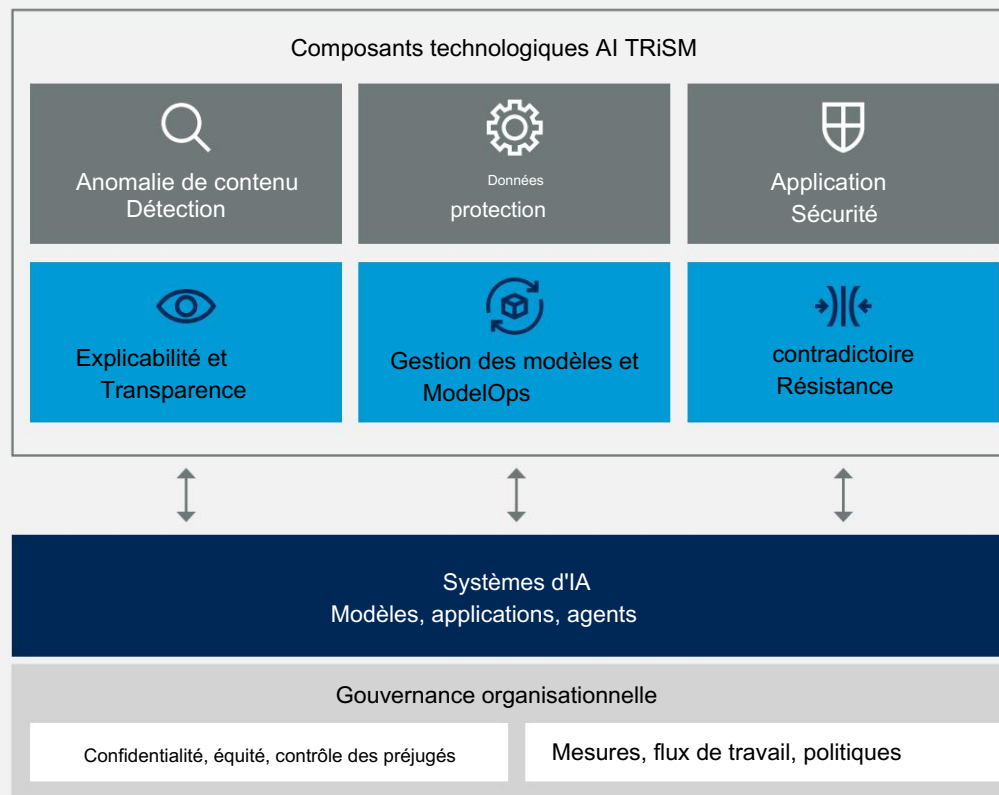 Composants technologiques AI TRiSM
Anomalie de contenu
Détection
Données
protection
Application
Sécurité
Explicabilité et
Transparence
Gestion des modèles et
ModelOps
contradictoire
Résistance
Systèmes d'IA
Modèles, applications, agents
Gouvernance organisationnelle
Confidentialité, équité, contrôle des préjugés
Mesures, flux de travail, politiques